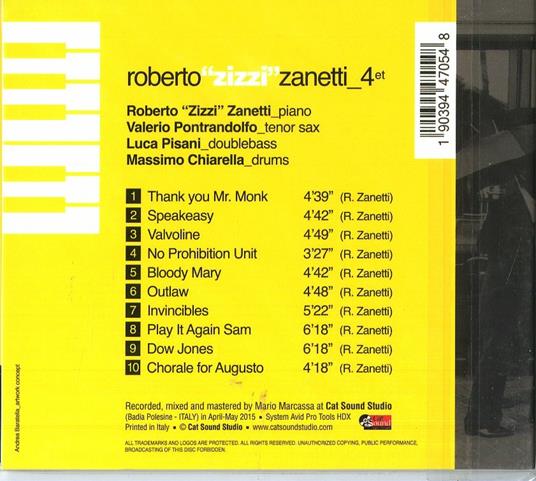 roberto“zizzi”zanetti_4et
Roberto “Zizzi” Zanetti_piano
Valerio Pontrandolfo_tenor sax
Luca Pisani_doublebass
Massimo Chiarella_drums
1 Thank you Mr. Monk 4’39” (R. Zanetti)
2 Speakeasy 4’42” (R. Zanetti)
3 Valvoline 4’49” (R. Zanetti)
4 No Prohibition Unit 3’27” (R. Zanetti)
5 Bloody Mary 4’42” (R. Zanetti)
6 Outlaw 4’48” (R. Zanetti)
7 Invincibles 5’22” (R. Zanetti)
8 Play It Again Sam 6’18” (R. Zanetti)
9 Dow Jones 6’18” (R. Zanetti)
10 Chorale for Augusto 4’18” (R. Zanetti)
Recorded, mixed and mastered by Mario Marcassa at Cat Sound Studio
(Badia Polesine - ITALY) in April-May 2015 • System Avid Pro Tools HDX
Printed in Italy • © Cat Sound Studio • www.catsoundstudio.com
ALL TRADEMARKS AND LOGOS ARE PROTECTED. ALL RIGHTS RESERVED. UNAUTHORIZED COPYING, PUBLIC PERFORMANCE,
BROADCASTING OF THIS DISC FORBIDDEN.
Sound
Andrea Baratella_artwork concept
1 90394 47054 8